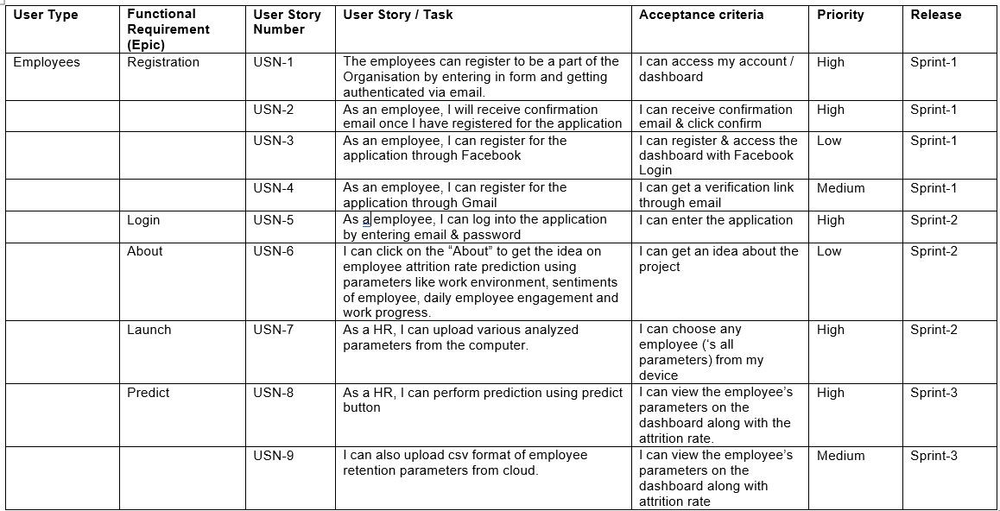 User Type
Functional
Requirement
(Epic)
User Story
Number
User Story / Task
Acceptance criteria
Priority
Release
Employees
Registration
USN-1
The employees can register to be a part of the
Organisation by entering in form and getting
authenticated via email.
I can access my account /
dashboard
High
Sprint-1
USN-2
As an employee, I will receive confirmation
email once I have registered for the application
I can receive confirmation
email & click confirm
High
Sprint-1
USN-3
As an employee, I can register for the
application through Facebook
I can register & access the
dashboard with Facebook
Login
Low
Sprint-1
USN-4
As an employee, I can register for the
application through Gmail
I can get a verification link
through email
Medium
Sprint-1
Login
USN-5
As a employee, I can log into the application
by entering email & password
I can enter the application
High
Sprint-2
About
USN-6
I can click on the “About” to get the idea on
employee attrition rate prediction using
parameters like work environment, sentiments
of employee, daily employee engagement and
work progress.
I can get an idea about the
project
Low
Sprint-2
Launch
USN-7
As a HR, I can upload various analyzed
parameters from the computer.
I can choose any
employee (‘s all
parameters) from my
device
High
Sprint-2
Predict
USN-8
As a HR, I can perform prediction using predict
button
I can view the employee’s
parameters on the
dashboard along with the
attrition rate.
High
Sprint-3
USN-9
I can also upload csv format of employee
retention parameters from cloud.
I can view the employee’s
parameters on the
dashboard along with
attrition rate
Medium
Sprint-3